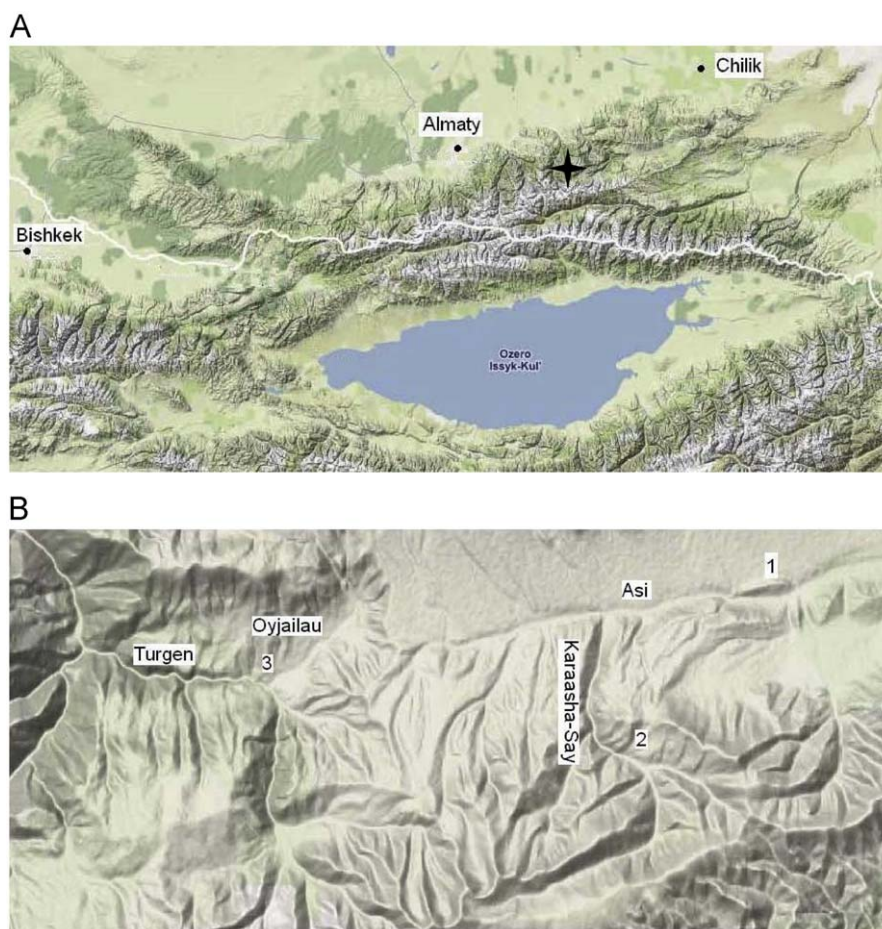 A
Chilik
Almaty
Bishkek
Ozero
Issyk-Kul'
B
1
Asi
Oyjailau
Turgen
3
Karaasha-Say
2